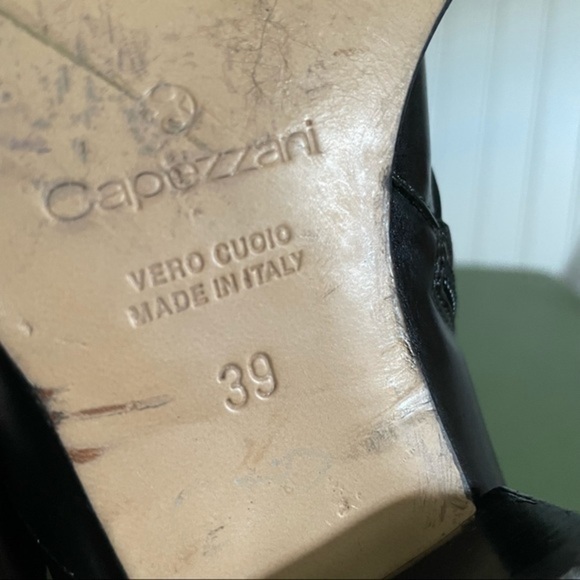 Capozzani
VERO CUOIO
MADE IN ITALY
39